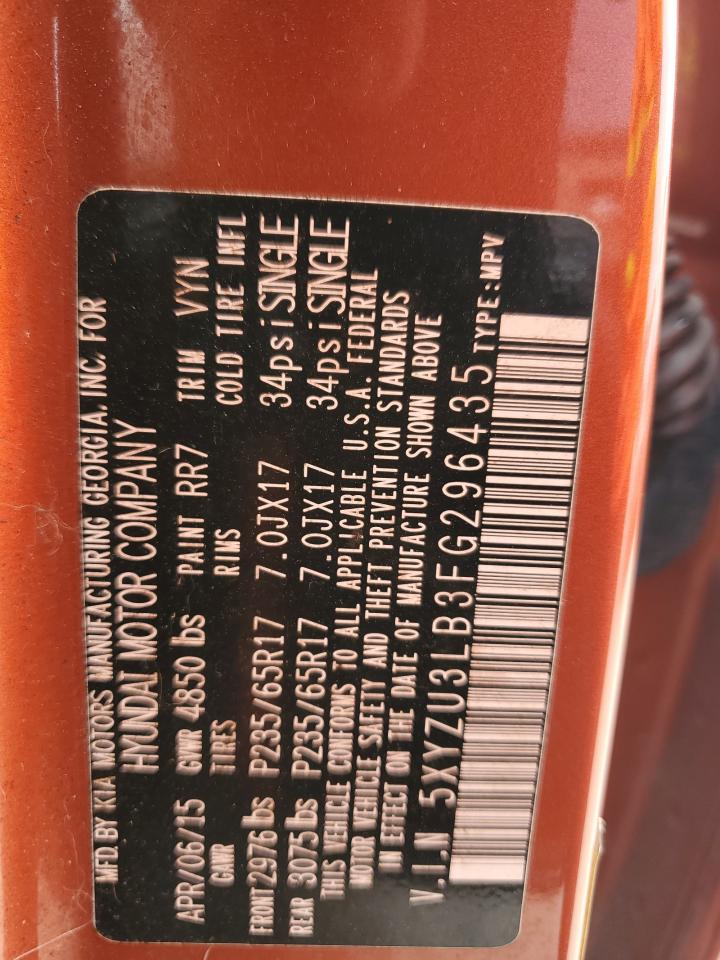 MFD BY KIA MOTORS MANUFACTURING GEORGIA, INC. FOR
HYUNDAI MOTOR COMPANY
APR/06/15 GVWR 4850 lbs PAINT RR7 TRIM VYN
GAWR TIRES RIMS COLD TIRE INFL
FRONT 2976 lbs P235/65R17 7.0JX17 34psi SINGLE
REAR 3075 lbs P235/65R17 7.0JX17 34psi SINGLE
THIS VEHICLE CONFORMS TO ALL APPLICABLE U.S.A. FEDERAL
MOTOR VEHICLE SAFETY AND THEFT PREVENTION STANDARDS
IN EFFECT ON THE DATE OF MANUFACTURE SHOWN ABOVE
V.I.N 5XYZU3LB3FG296435 TYPE:MPV